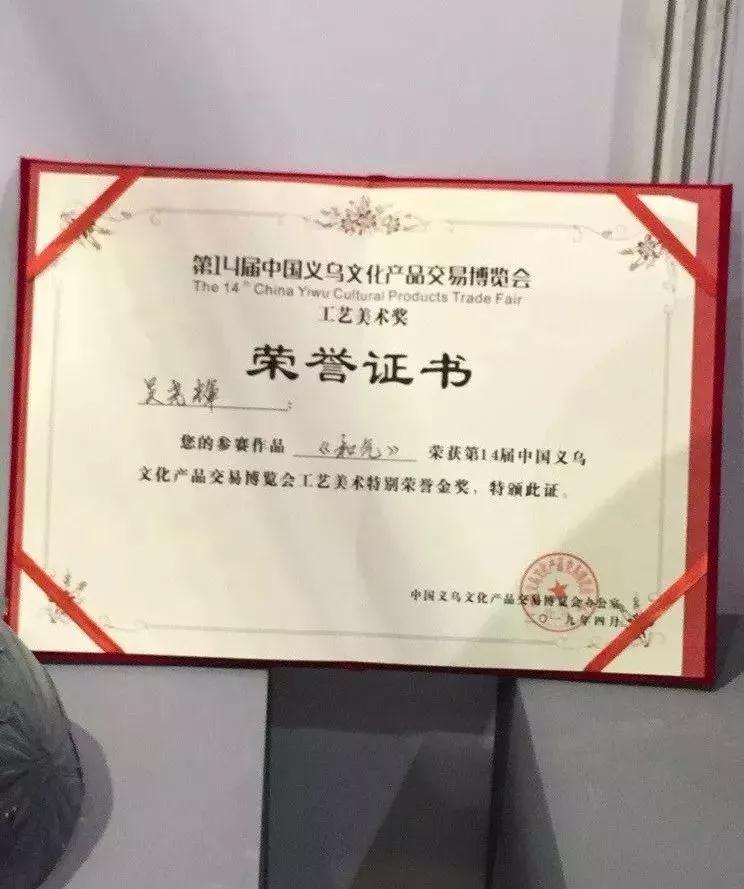 第14届中国义乌文化产品交易博览会
The 14th China Yiwu Cultural Products Trade Fair
工艺美术奖
荣誉证书
吴尧辉：
您的参赛作品 《和气》 荣获第14届中国义乌
文化产品交易博览会工艺美术特别荣誉金奖，特颁此证。
中国义乌文化产品交易博览会办公室
二〇一九年四月